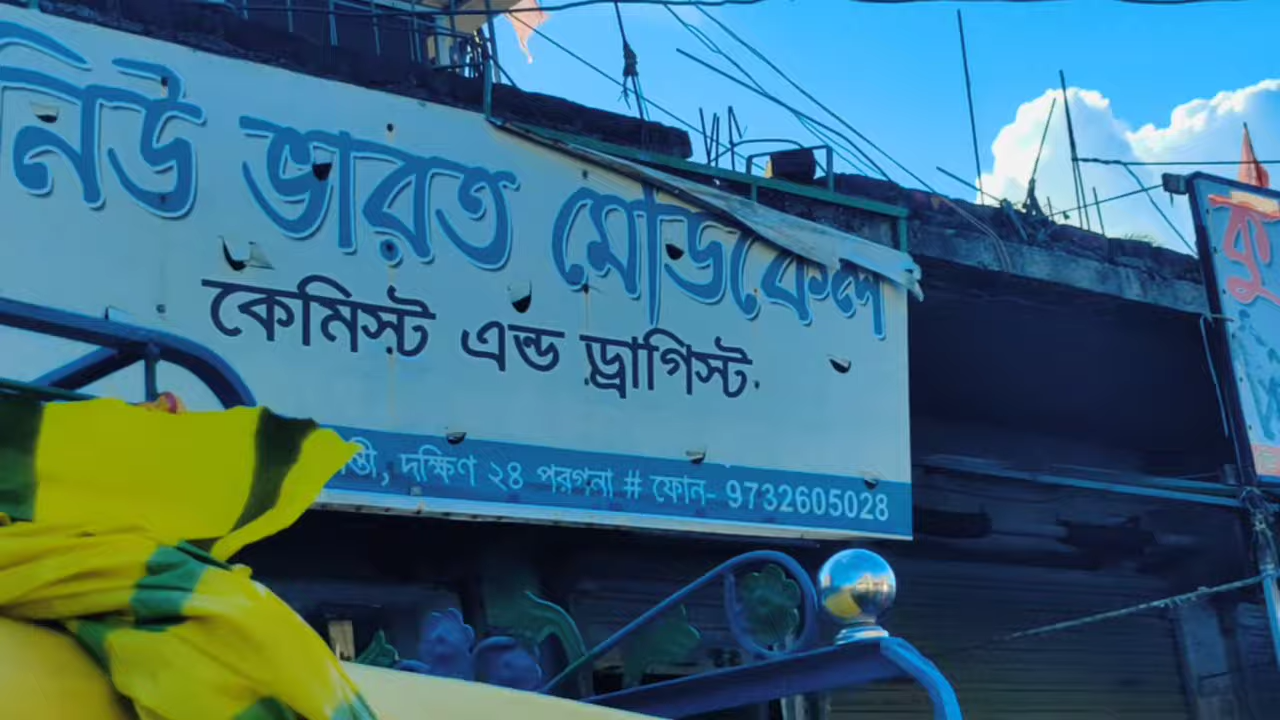 নিউ ভারত মেডিকেল
কেমিস্ট এন্ড ড্রাগিস্ট
দক্ষিণ ২৪ পরগনা # ফোন- 9732605028
কু